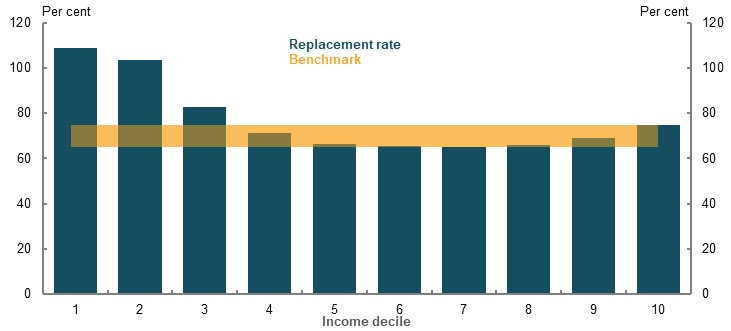 Per cent Per cent
120 120
Replacement rate
Benchmark
100 100
80 80
60 60
40 40
20 20
0 0
1 2 3 4 5 6 7 8 9 10
Income decile